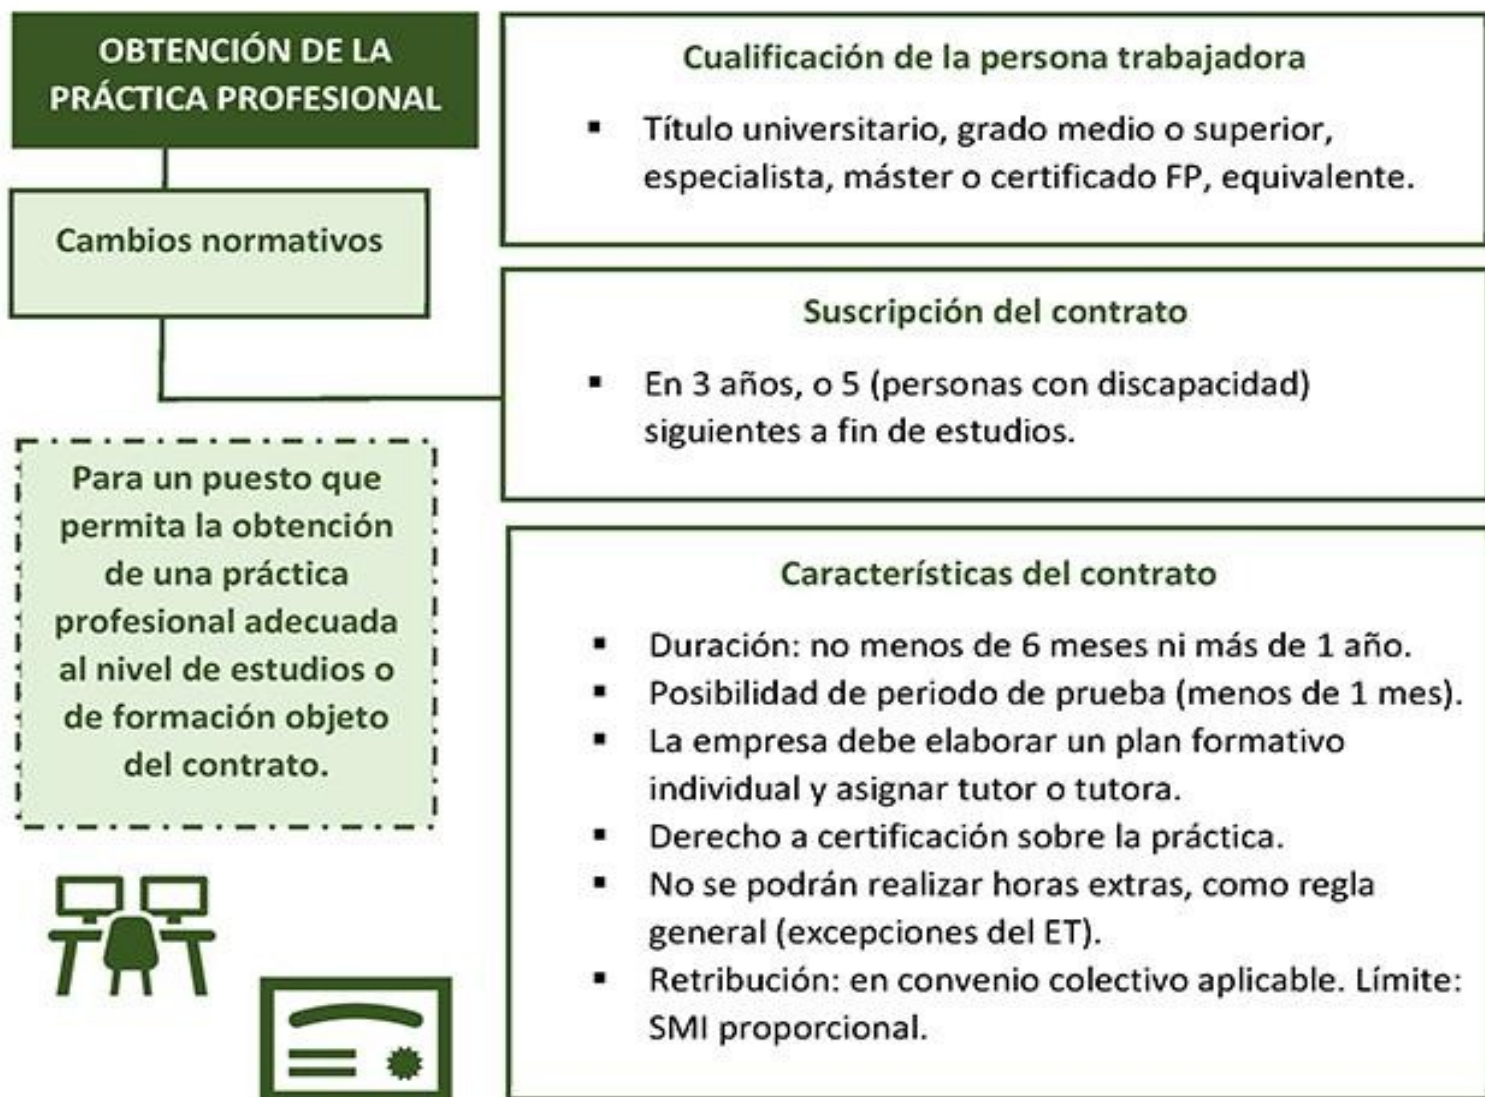 OBTENCIÓN DE LA
PRÁCTICA PROFESIONAL
Cambios normativos
Para un puesto que
permita la obtención
de una práctica
profesional adecuada
al nivel de estudios o
de formación objeto
del contrato.
Cualificación de la persona trabajadora
▪ Título universitario, grado medio o superior,
especialista, máster o certificado FP, equivalente.
Suscripción del contrato
▪ En 3 años, o 5 (personas con discapacidad)
siguientes a fin de estudios.
Características del contrato
▪ Duración: no menos de 6 meses ni más de 1 año.
▪ Posibilidad de periodo de prueba (menos de 1 mes).
▪ La empresa debe elaborar un plan formativo
individual y asignar tutor o tutora.
▪ Derecho a certificación sobre la práctica.
▪ No se podrán realizar horas extras, como regla
general (excepciones del ET).
▪ Retribución: en convenio colectivo aplicable. Límite:
SMI proporcional.